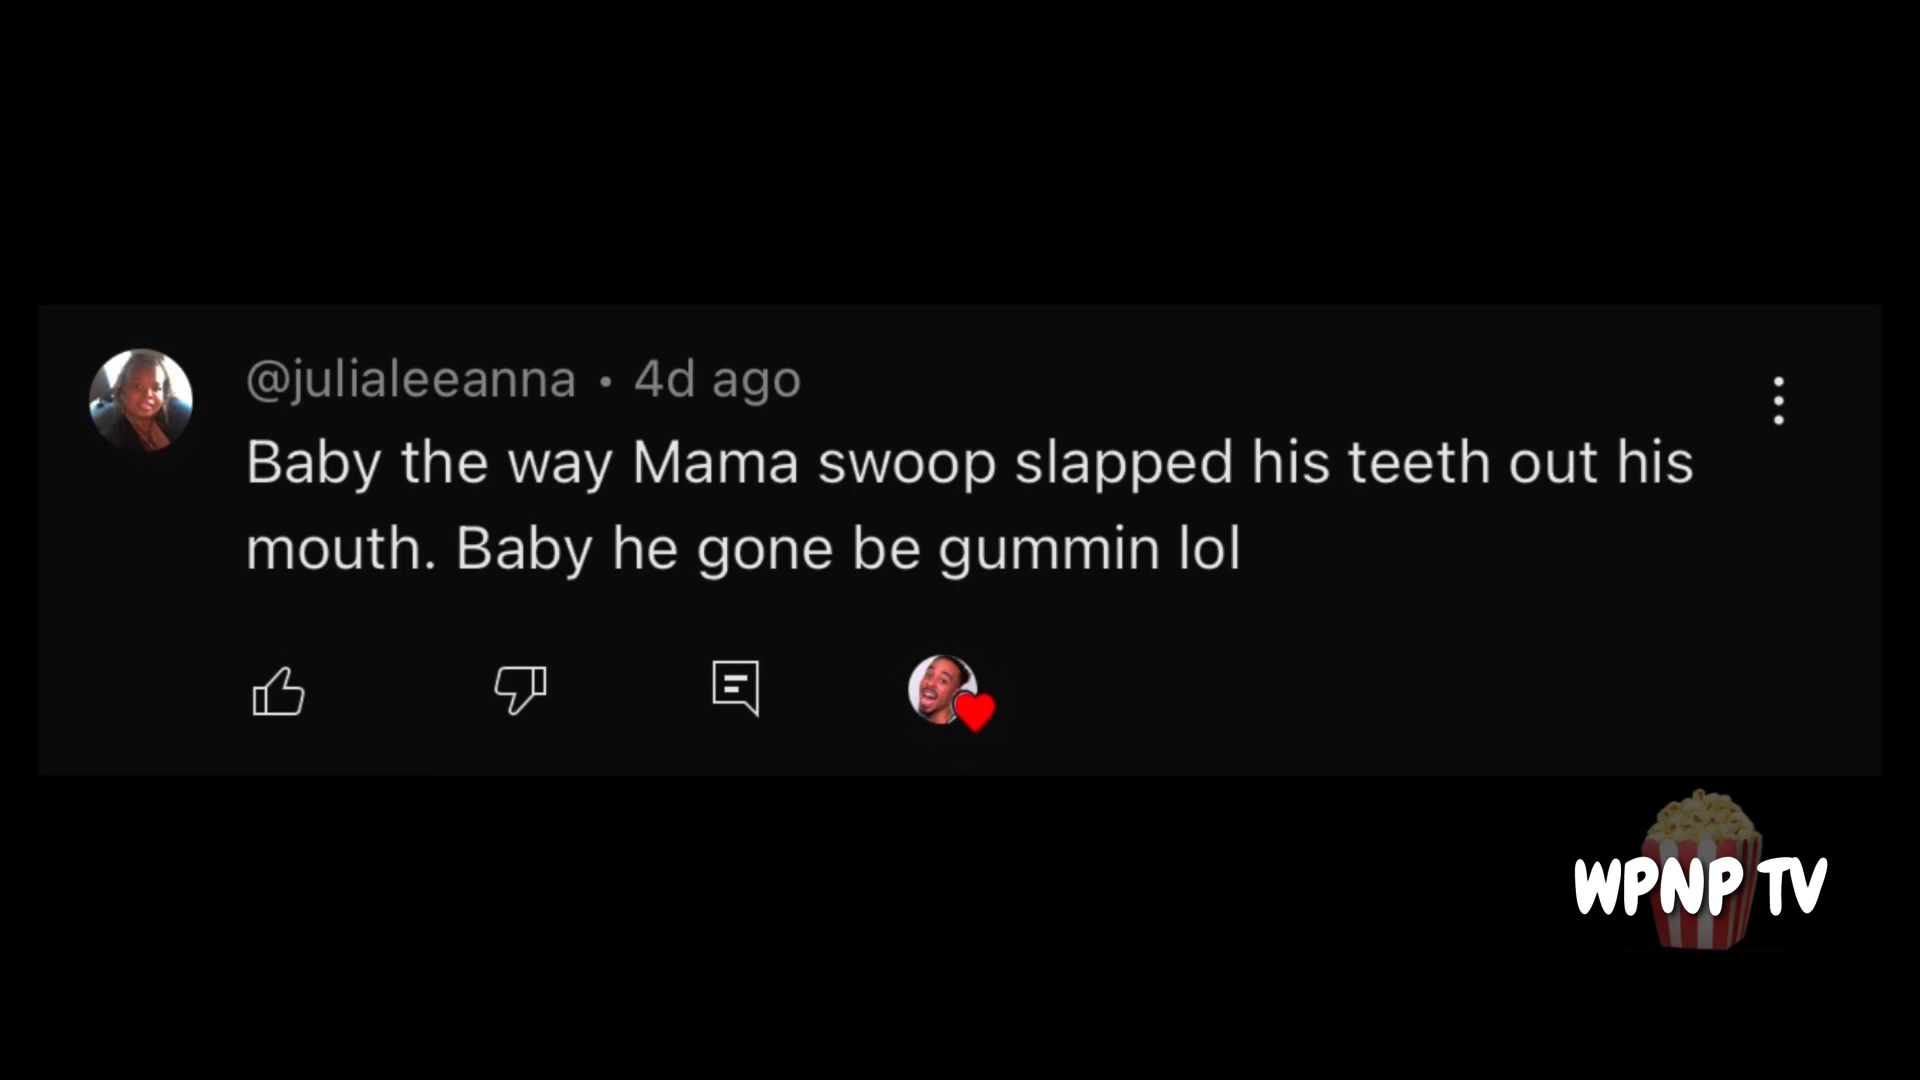 @julialeeanna • 4d ago
Baby the way Mama swoop slapped his teeth out his
mouth. Baby he gone be gummin lol
WPNP TV